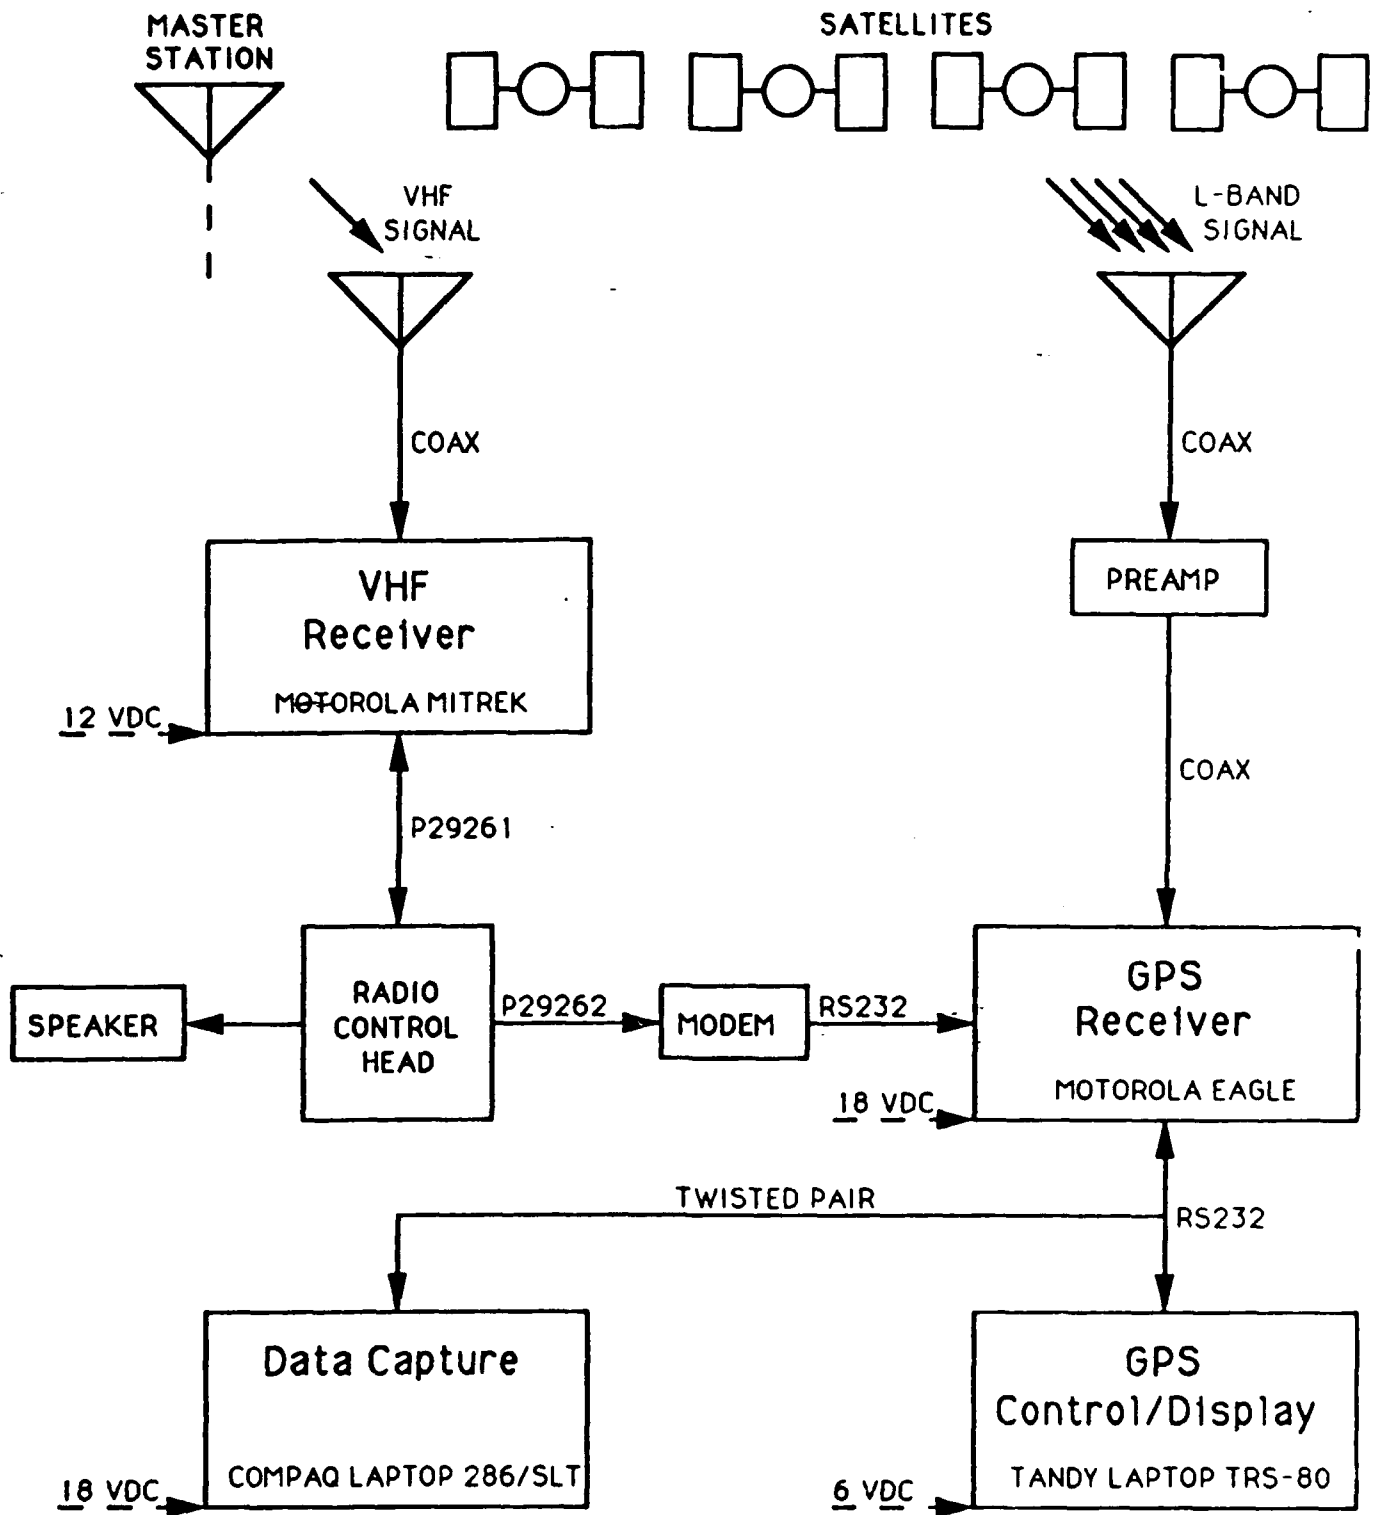 MASTER
STATION
SATELLITES
VHF
SIGNAL
L-BAND
SIGNAL
COAX
COAX
VHF
Receiver
MOTOROLA MITREK
12 VDC
PREAMP
COAX
P29261
RADIO
CONTROL
HEAD
SPEAKER
P29262
MODEM
RS232
GPS
Receiver
MOTOROLA EAGLE
18 VDC
TWISTED PAIR
RS232
Data Capture
COMPAQ LAPTOP 286/SLT
18 VDC
GPS
Control/Display
TANDY LAPTOP TRS-80
6 VDC